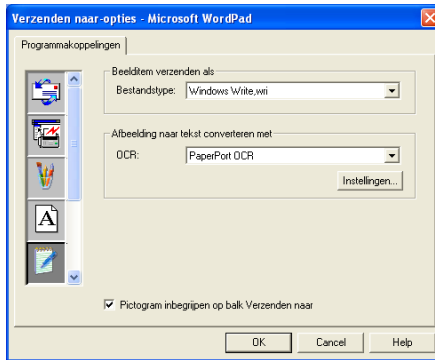 Verzenden naar-opties - Microsoft WordPad
Programmakoppelingen
Beelditem verzenden als
Bestandstype: Windows Write,wri
Afbeelding naar tekst converteren met
OCR: PaperPort OCR
Instellingen...
A
Pictogram inbegrijpen op balk Verzenden naar
OK Cancel Help